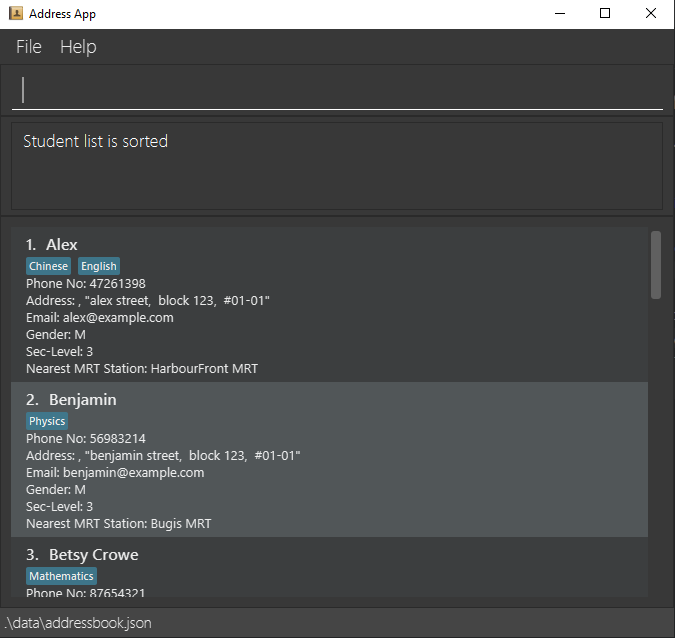 Address App
File Help
Student list is sorted
1. Alex
Chinese English
Phone No: 47261398
Address: , "alex street, block 123, #01-01"
Email: alex@example.com
Gender: M
Sec-Level: 3
Nearest MRT Station: HarbourFront MRT
2. Benjamin
Physics
Phone No: 56983214
Address: , "benjamin street, block 123, #01-01"
Email: benjamin@example.com
Gender: M
Sec-Level: 3
Nearest MRT Station: Bugis MRT
3. Betsy Crowe
Mathematics
Phone No: 87654321
.\data\addressbook.json